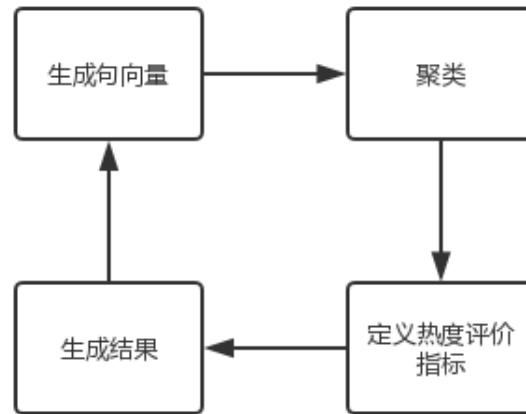 生成句向量
聚类
生成结果
定义热度评价
指标